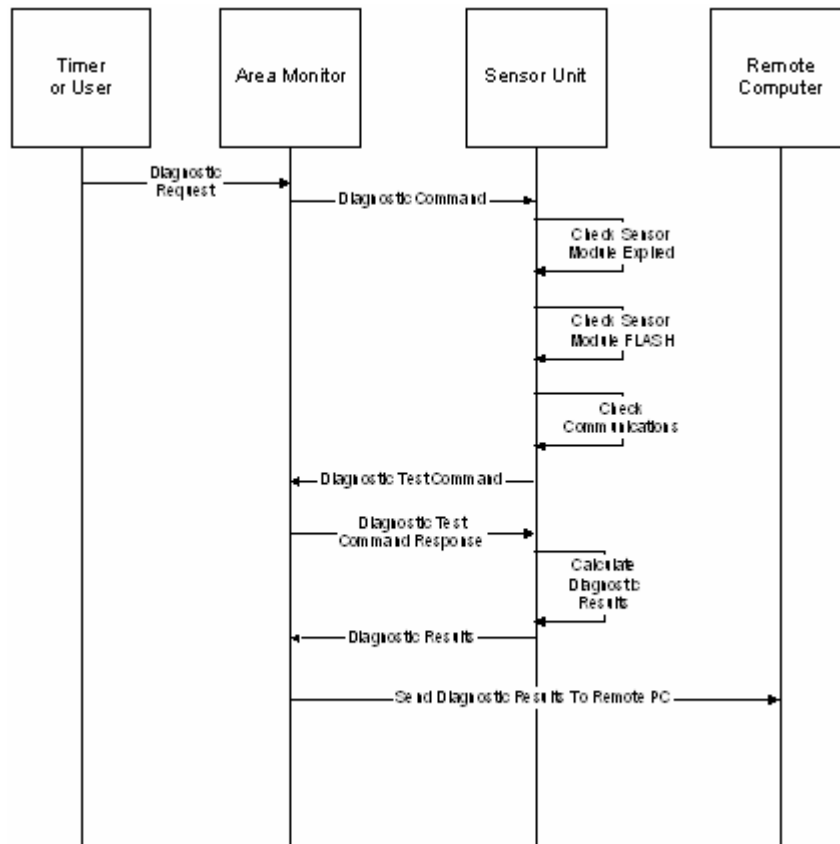 Timer
or User
Area Monitor
Sensor Unit
Remote
Computer
Diagnostic
Request
Diagnostic Command
Check Sensor
Module Expired
Check Sensor
Module FLASH
Check
Communications
Diagnostic Test Command
Diagnostic Test
Command Response
Calculate
Diagnostic
Results
Diagnostic Results
Send Diagnostic Results To Remote PC